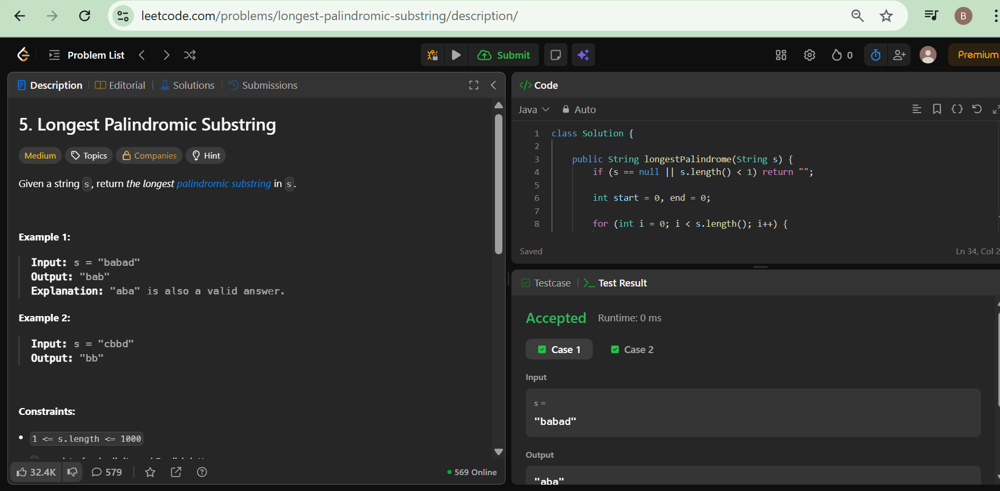 leetcode.com/problems/longest-palindromic-substring/description/
B
Problem List
Submit
0
Premium
Description
Editorial
Solutions
Submissions
5. Longest Palindromic Substring
Medium
Topics
Companies
Hint
Given a string s, return the longest palindromic substring in s.
Example 1:
Input: s = "babad"
Output: "bab"
Explanation: "aba" is also a valid answer.
Example 2:
Input: s = "cbbd"
Output: "bb"
Constraints:
1 <= s.length <= 1000
32.4K
579
569 Online
</> Code
Java
Auto
1 class Solution {
2
3 public String longestPalindrome(String s) {
4 if (s == null || s.length() < 1) return "";
5
6 int start = 0, end = 0;
7
8 for (int i = 0; i < s.length(); i++) {
Saved
Ln 34, Col 2
Testcase
Test Result
Accepted
Runtime: 0 ms
Case 1
Case 2
Input
s =
"babad"
Output
"aba"